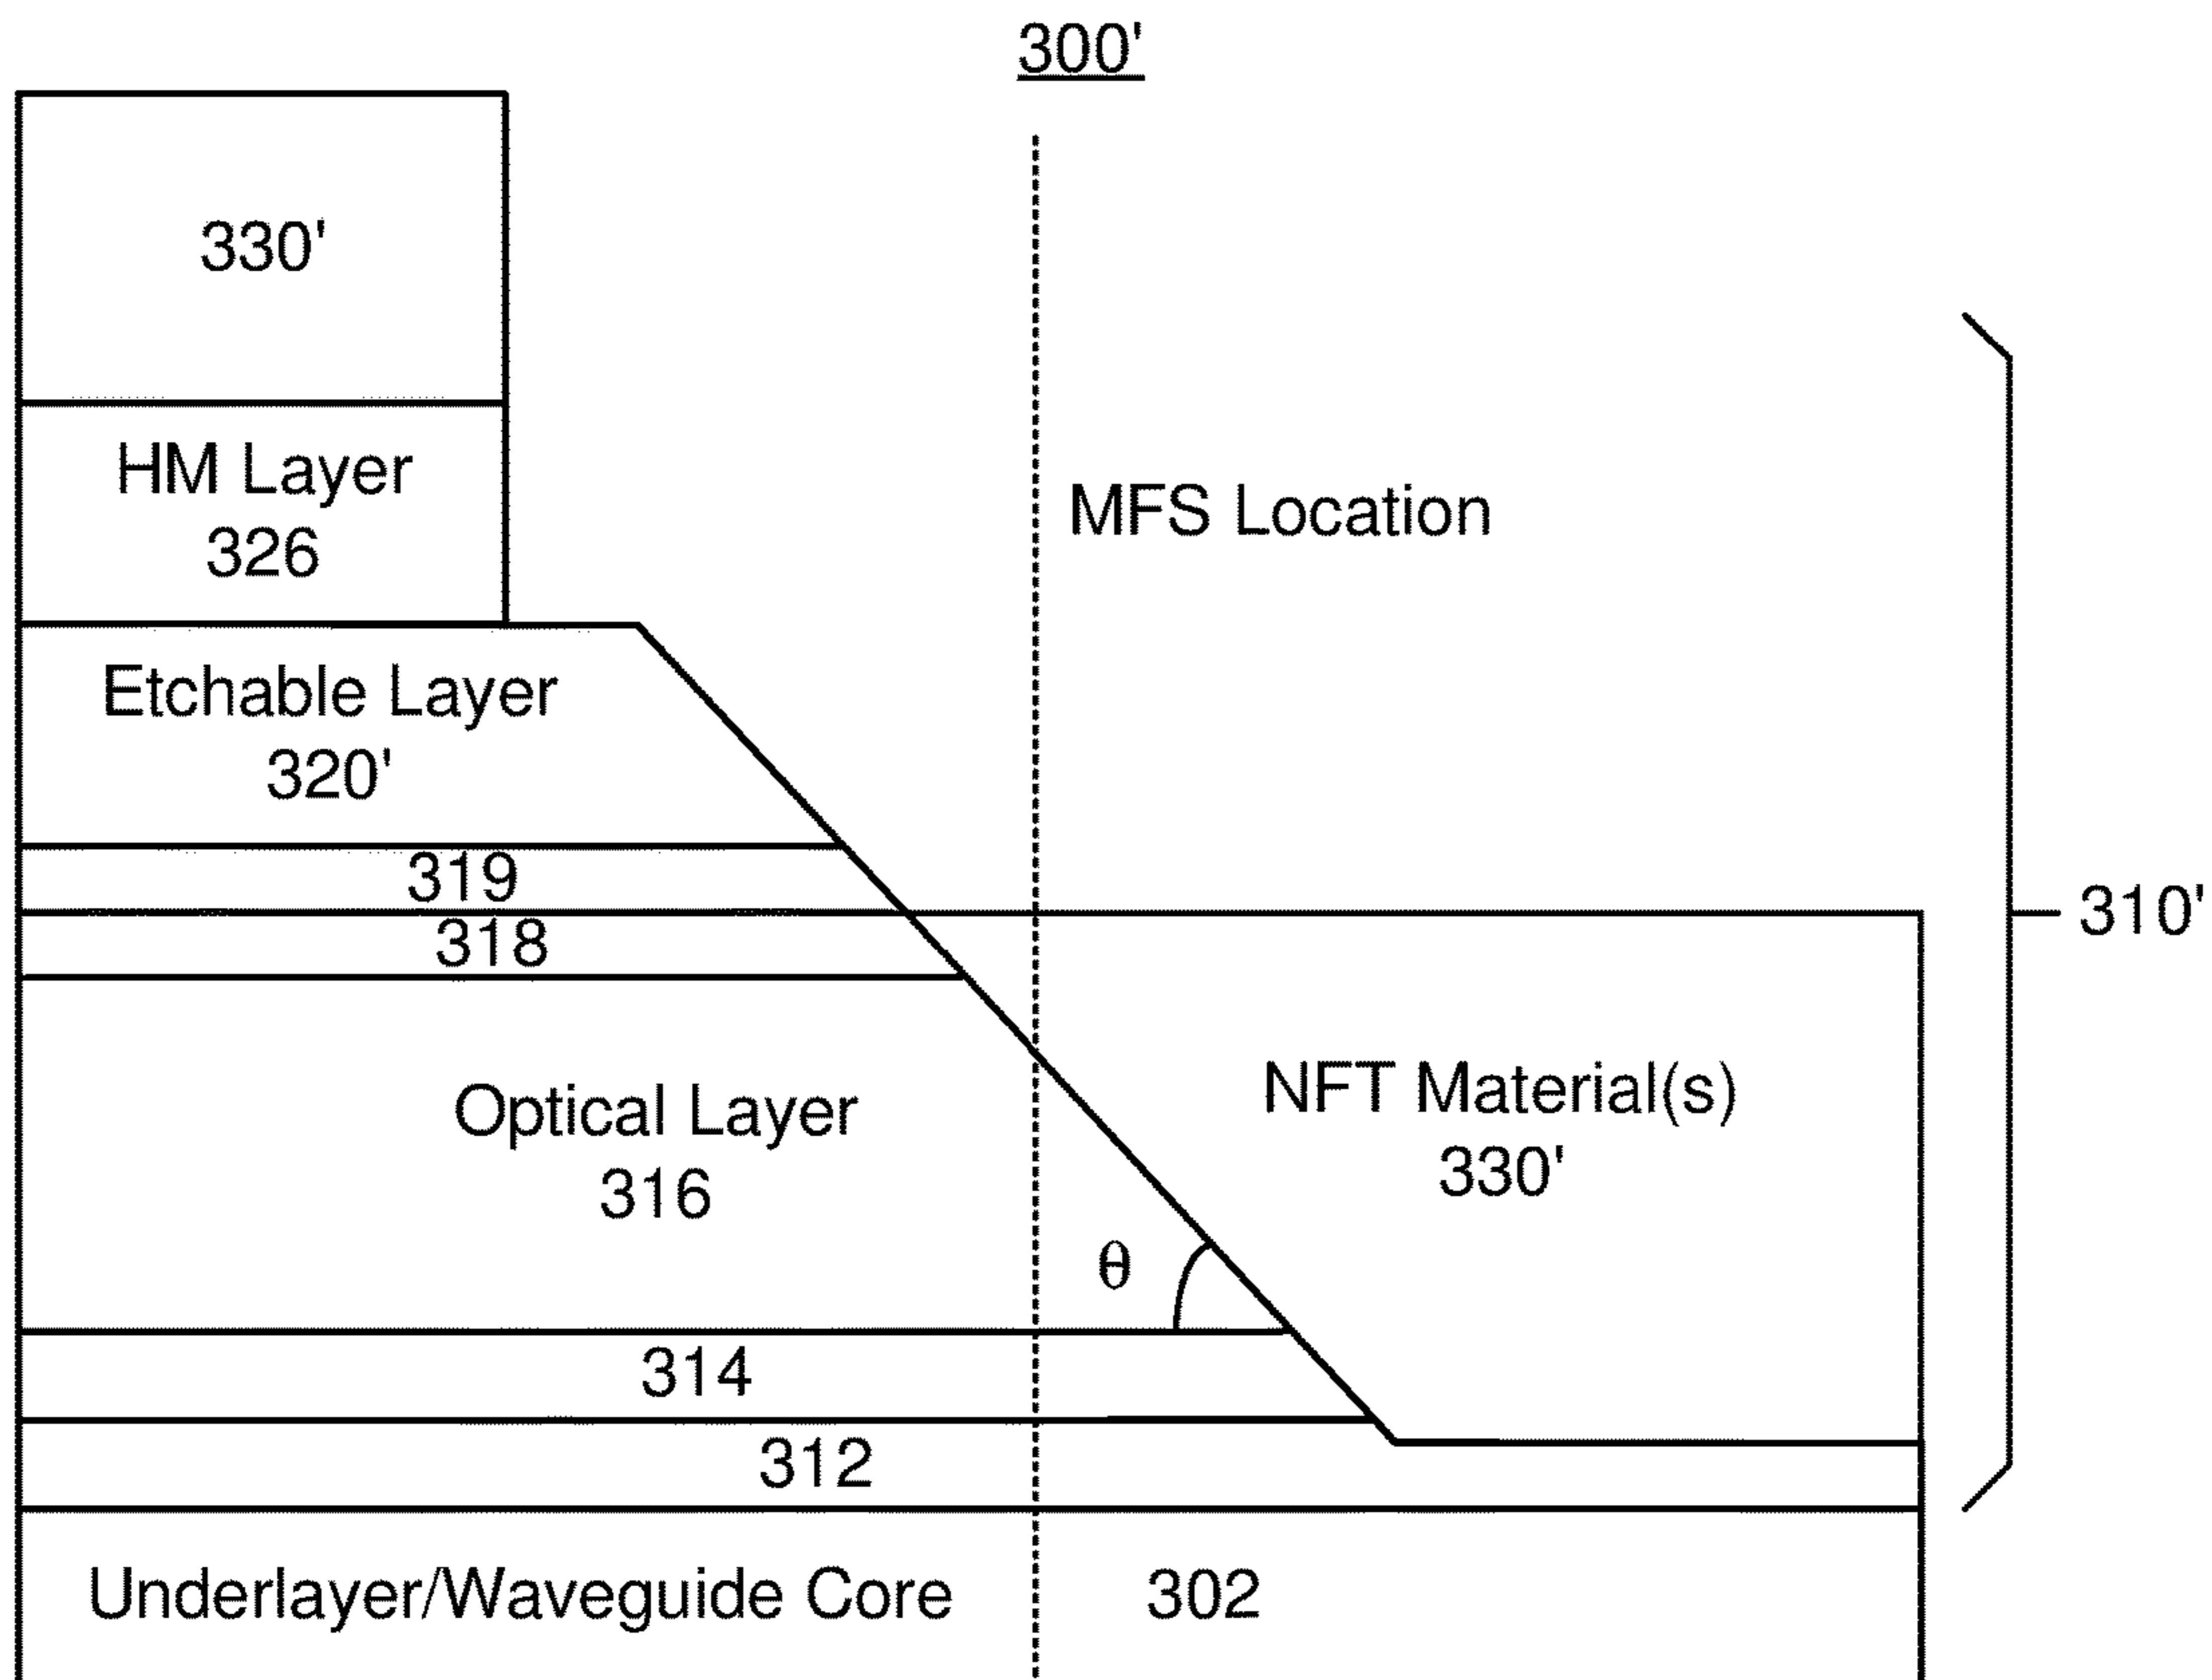 300'
330'
HM Layer
326
MFS Location
Etchable Layer
320'
319
310'
318
Optical Layer
316
NFT Material(s)
330'
θ
314
312
Underlayer/Waveguide Core 302